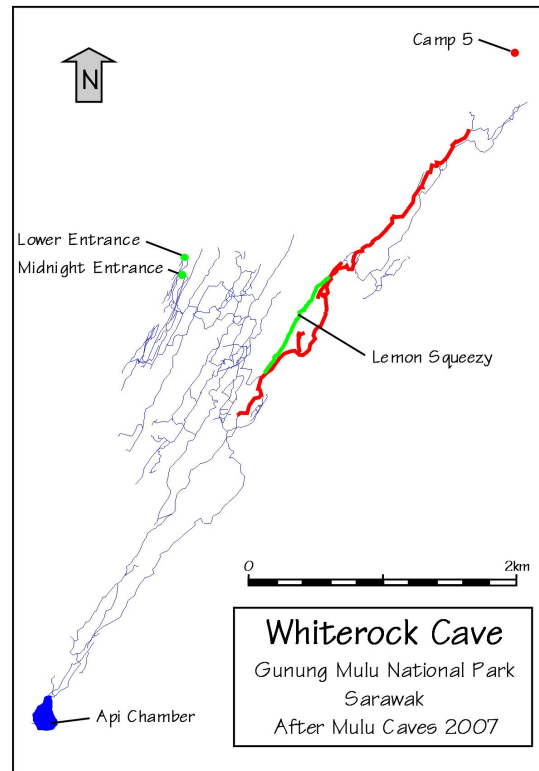 Camp 5
N
Lower Entrance
Midnight Entrance
Lemon Squeezy
0 2km
Whiterock Cave
Gunung Mulu National Park
Sarawak
After Mulu Caves 2007
Api Chamber